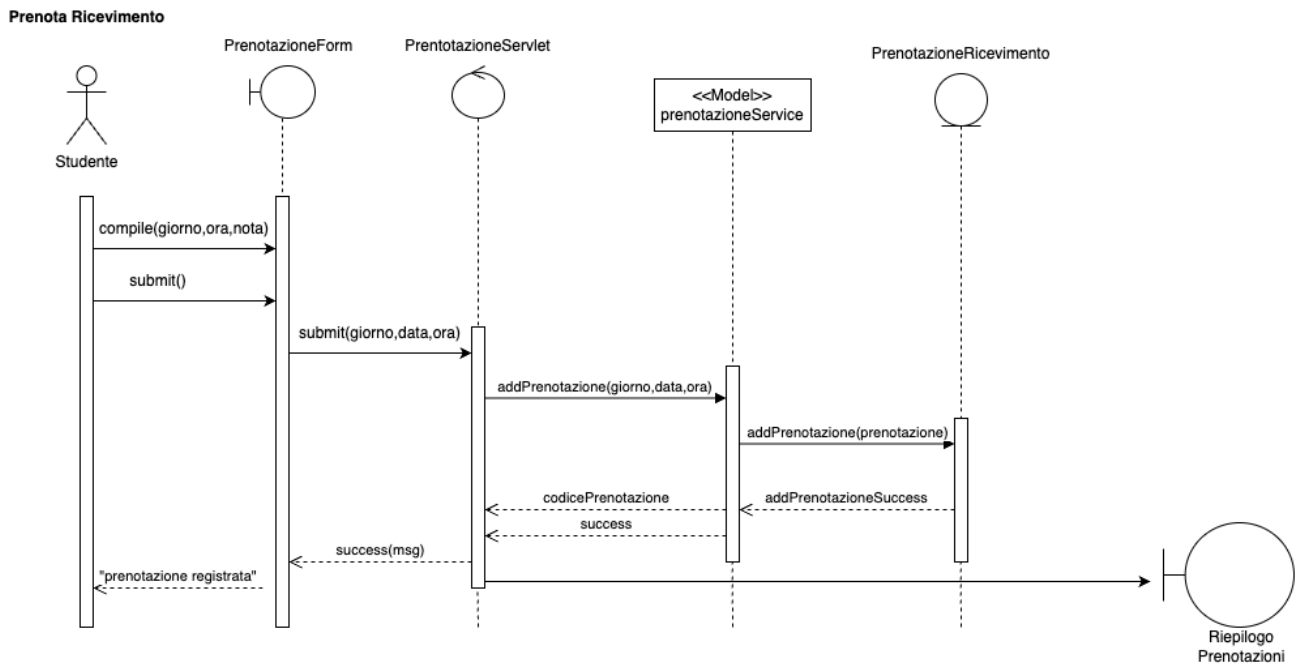 Prenota Ricevimento
PrenotazioneForm
PrentotazioneServlet
PrenotazioneRicevimento
<<Model>>
prenotazioneService
Studente
compile(giorno,ora,nota)
submit()
submit(giorno,data,ora)
addPrenotazione(giorno,data,ora)
addPrenotazione(prenotazione)
codicePrenotazione
addPrenotazioneSuccess
success
success(msg)
"prenotazione registrata"
Riepilogo
Prenotazioni